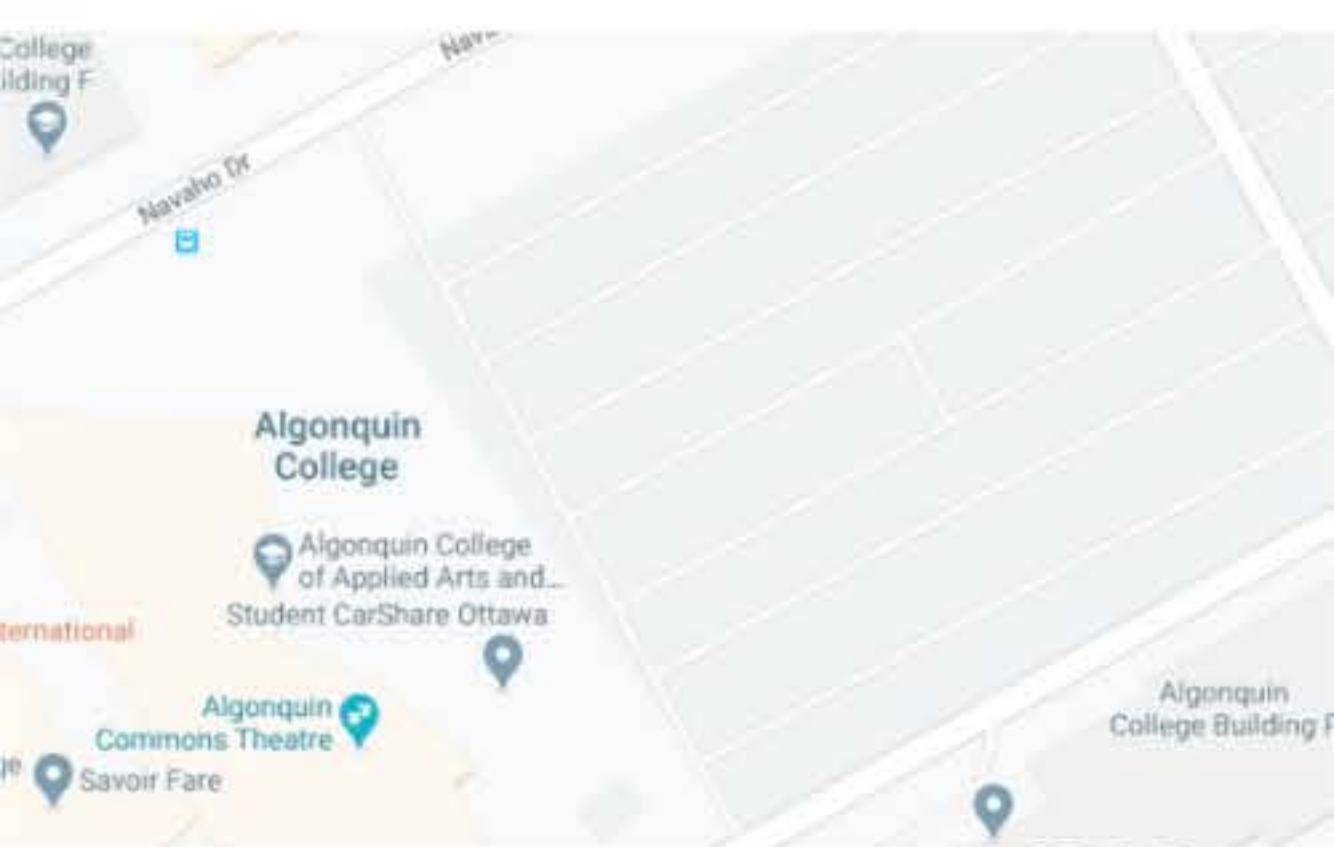 College
ilding F
Nava
Navaho Dr
Algonquin
College
Algonquin College
of Applied Arts and...
Student CarShare Ottawa
ternational
Algonquin
Commons Theatre
ge
Savoir Fare
Algonquin
College Building P